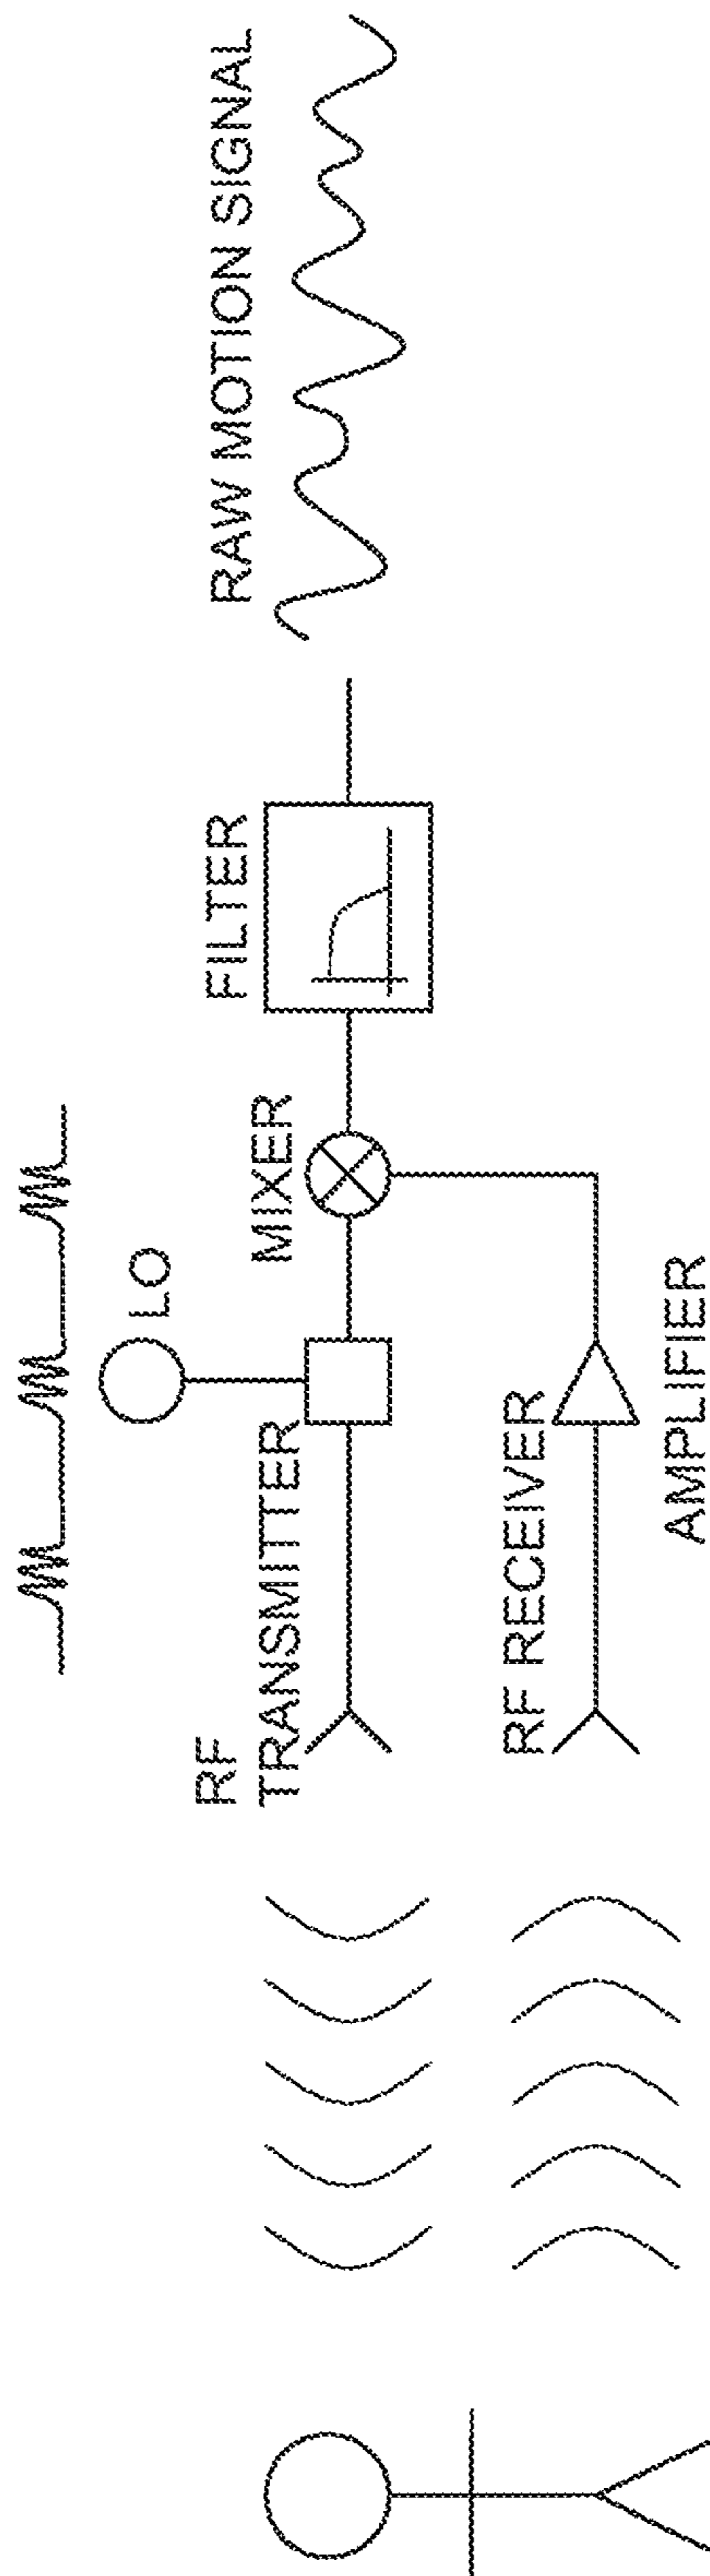 LO
RF
TRANSMITTER
MIXER
FILTER
RAW MOTION SIGNAL
RF RECEIVER
AMPLIFIER